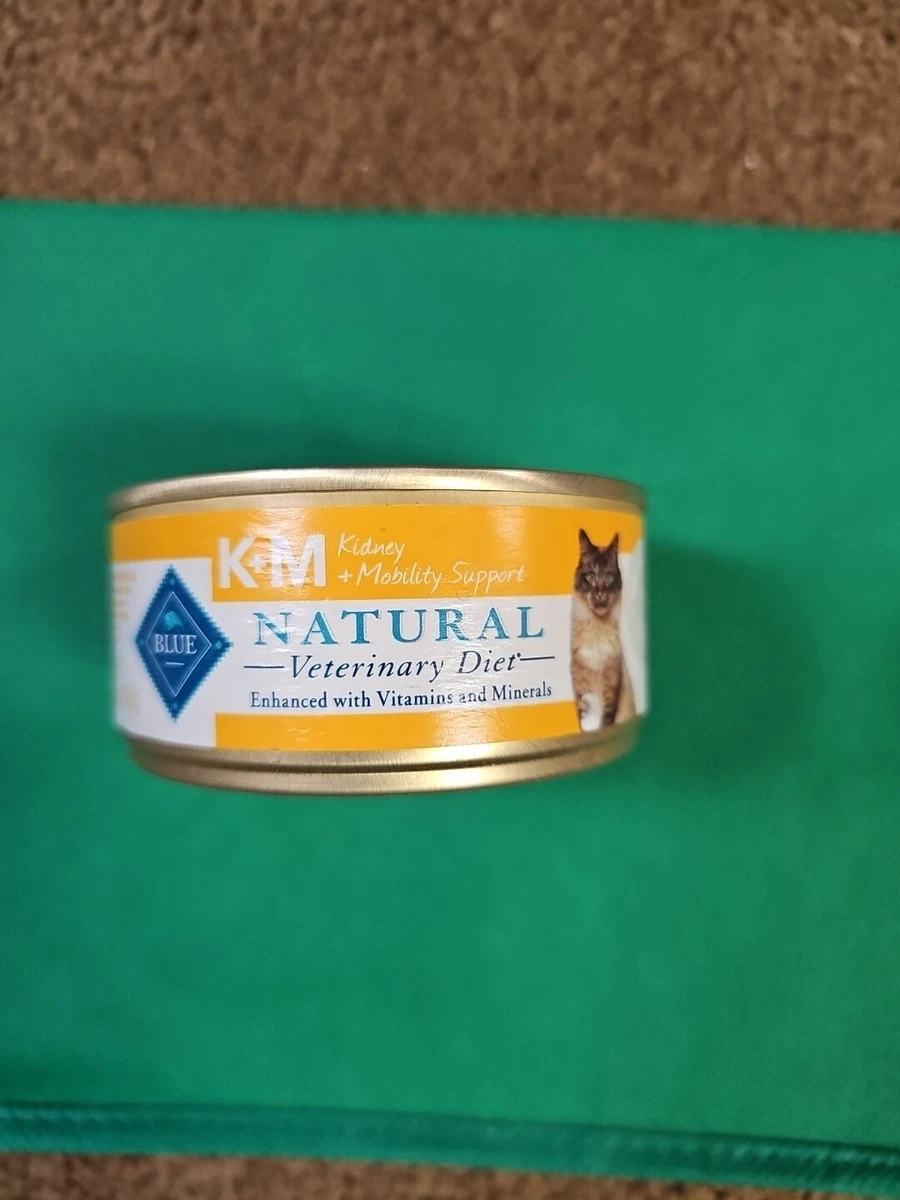 K+M Kidney
+Mobility Support
BLUE
NATURAL
Veterinary Diet
Enhanced with Vitamins and Minerals